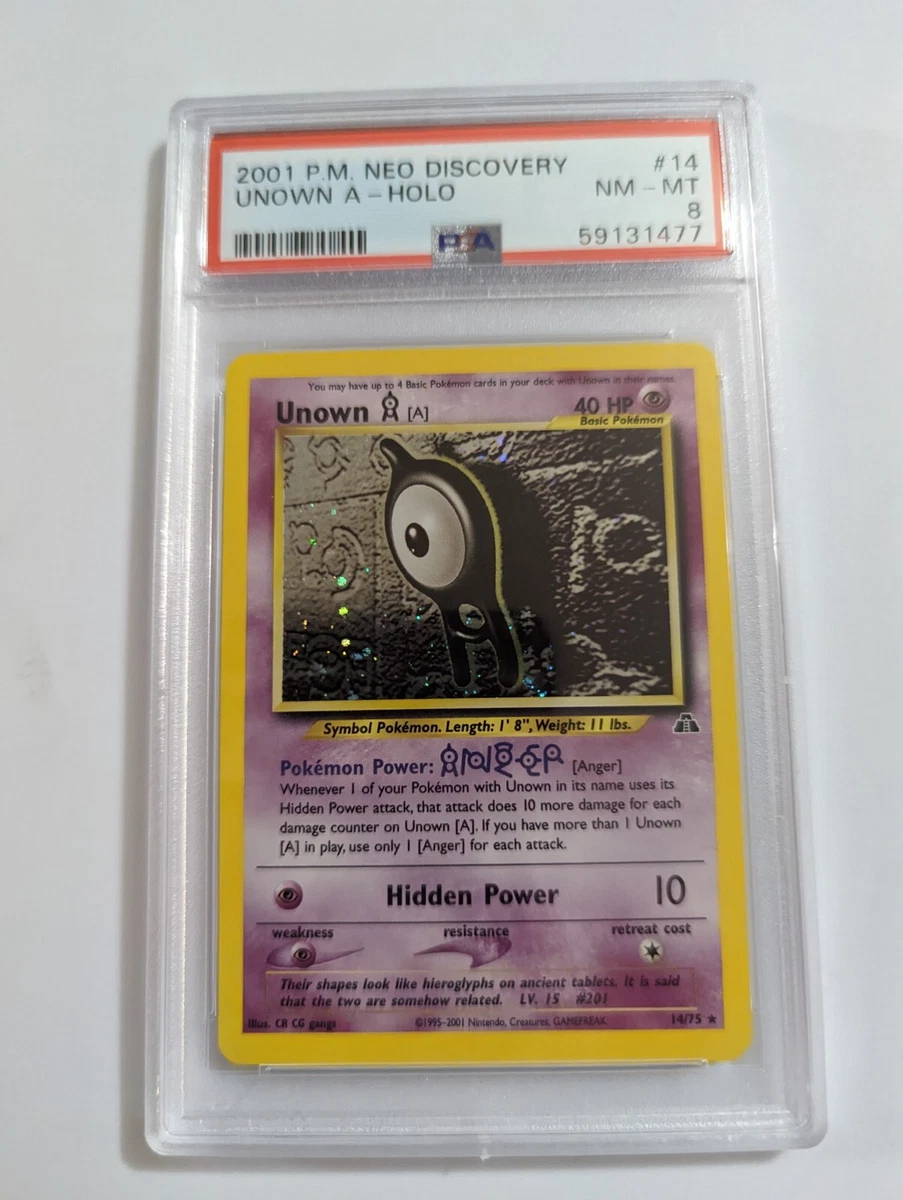 2001 P.M. NEO DISCOVERY #14
UNOWN A - HOLO NM - MT
8
PSA 59131477
You may have up to 4 Basic Pokémon cards in your deck with Unown in their names.
Unown [A] 40 HP
Basic Pokémon
Symbol Pokémon. Length: 1' 8", Weight: 11 lbs.
Pokémon Power: [Anger]
Whenever 1 of your Pokémon with Unown in its name uses its
Hidden Power attack, that attack does 10 more damage for each
damage counter on Unown [A]. If you have more than 1 Unown
[A] in play, use only 1 [Anger] for each attack.
Hidden Power 10
weakness resistance retreat cost
Their shapes look like hieroglyphs on ancient tablets. It is said
that the two are somehow related. LV. 15 #201
Illus. CR CG gangs ©1995-2001 Nintendo, Creatures, GAMEFREAK. 14/75 ★